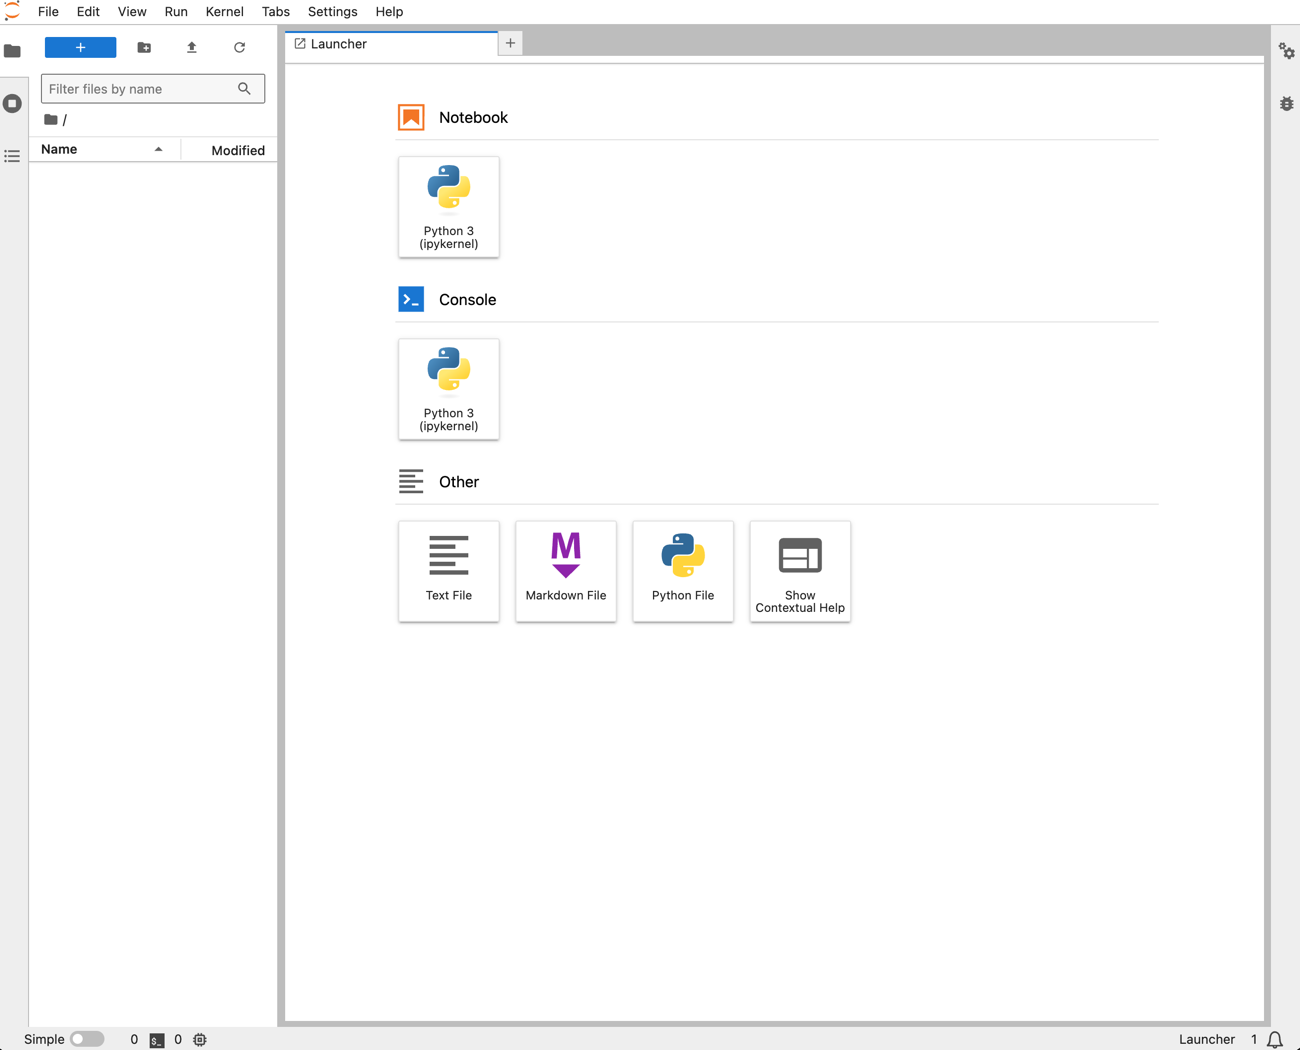 File Edit View Run Kernel Tabs Settings Help
+
Launcher
+
Filter files by name
/
Name
Modified
Notebook
Python 3
(ipykernel)
Console
Python 3
(ipykernel)
Other
Text File
M
Markdown File
Python File
Show
Contextual Help
Simple
0
$_
0
Launcher
1